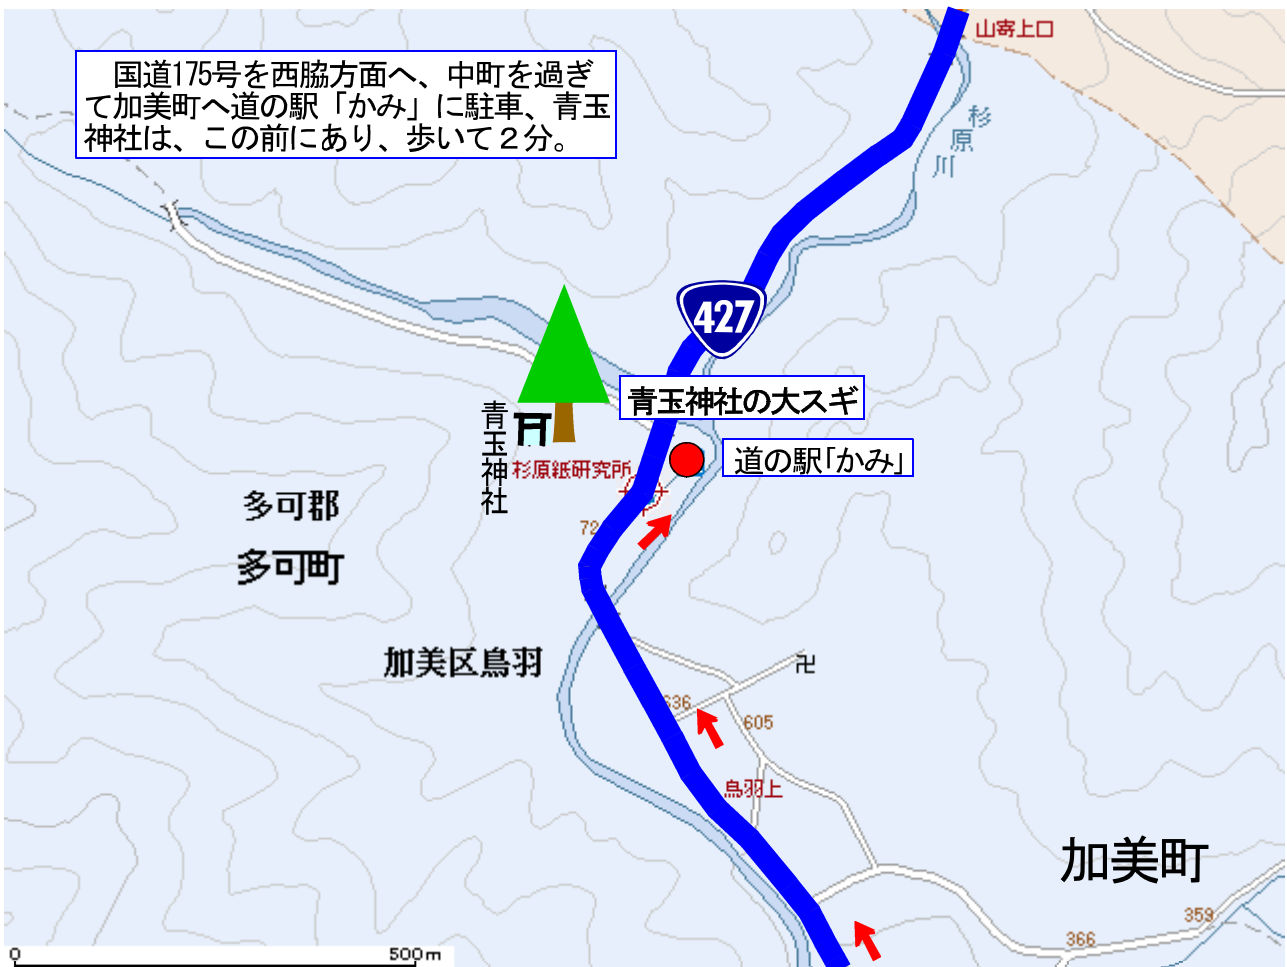 山寄上口
国道175号を西脇方面へ、中町を過ぎ
て加美町へ道の駅「かみ」に駐車、青玉
神社は、この前にあり、歩いて２分。
杉原川
427
青玉神社の大スギ
青玉神社
道の駅「かみ」
杉原紙研究所
多可郡
72
多可町
加美区鳥羽
卍
636
605
鳥羽上
加美町
359
366
0
500m